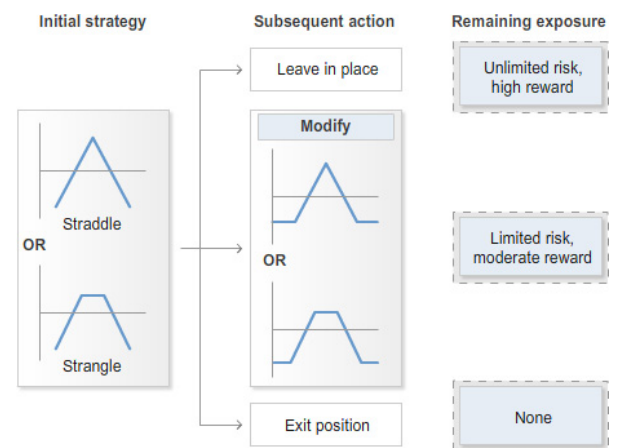 Initial strategy
Subsequent action
Remaining exposure
Leave in place
Unlimited risk,
high reward
Modify
Straddle
OR
Strangle
OR
Limited risk,
moderate reward
Exit position
None